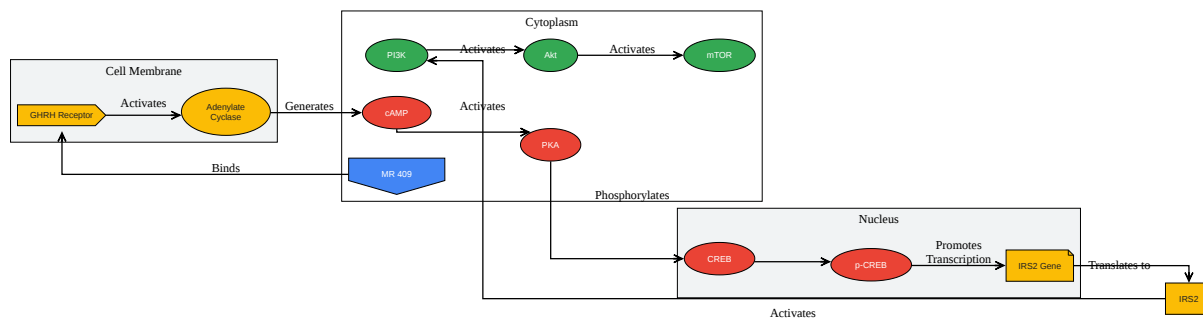 Cytoplasm
PI3K
Activates
Akt
Activates
mTOR
Cell Membrane
GHRH Receptor
Activates
Adenylate
Cyclase
Generates
cAMP
Activates
PKA
Binds
MR 409
Phosphorylates
Nucleus
CREB
p-CREB
Promotes
Transcription
IRS2 Gene
Translates to
IRS2
Activates